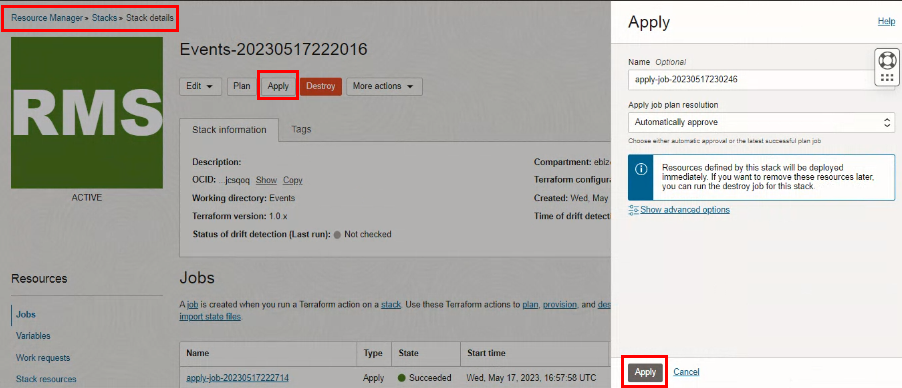 Resource Manager » Stacks » Stack details
RMS
ACTIVE
Events-20230517222016
Edit Plan Apply Destroy More actions
Stack information Tags
Description:
OCID: ...jcsqoq Show Copy
Working directory: Events
Terraform version: 1.0.x
Status of drift detection (Last run): Not checked
Compartment: ebiz
Terraform configura
Created: Wed, May
Time of drift detecti
Resources
Jobs
Variables
Work requests
Stack resources
Jobs
A job is created when you run a Terraform action on a stack. Use these Terraform actions to plan, provision, and des
import state files.
Name Type State Start time
apply-job-20230517222714 Apply Succeeded Wed, May 17, 2023, 16:57:58 UTC
Apply Help
Name Optional
apply-job-20230517230246
Apply job plan resolution
Automatically approve
Choose either automatic approval or the latest successful plan job
Resources defined by this stack will be deployed
immediately. If you want to remove these resources later,
you can run the destroy job for this stack
Show advanced options
Apply Cancel